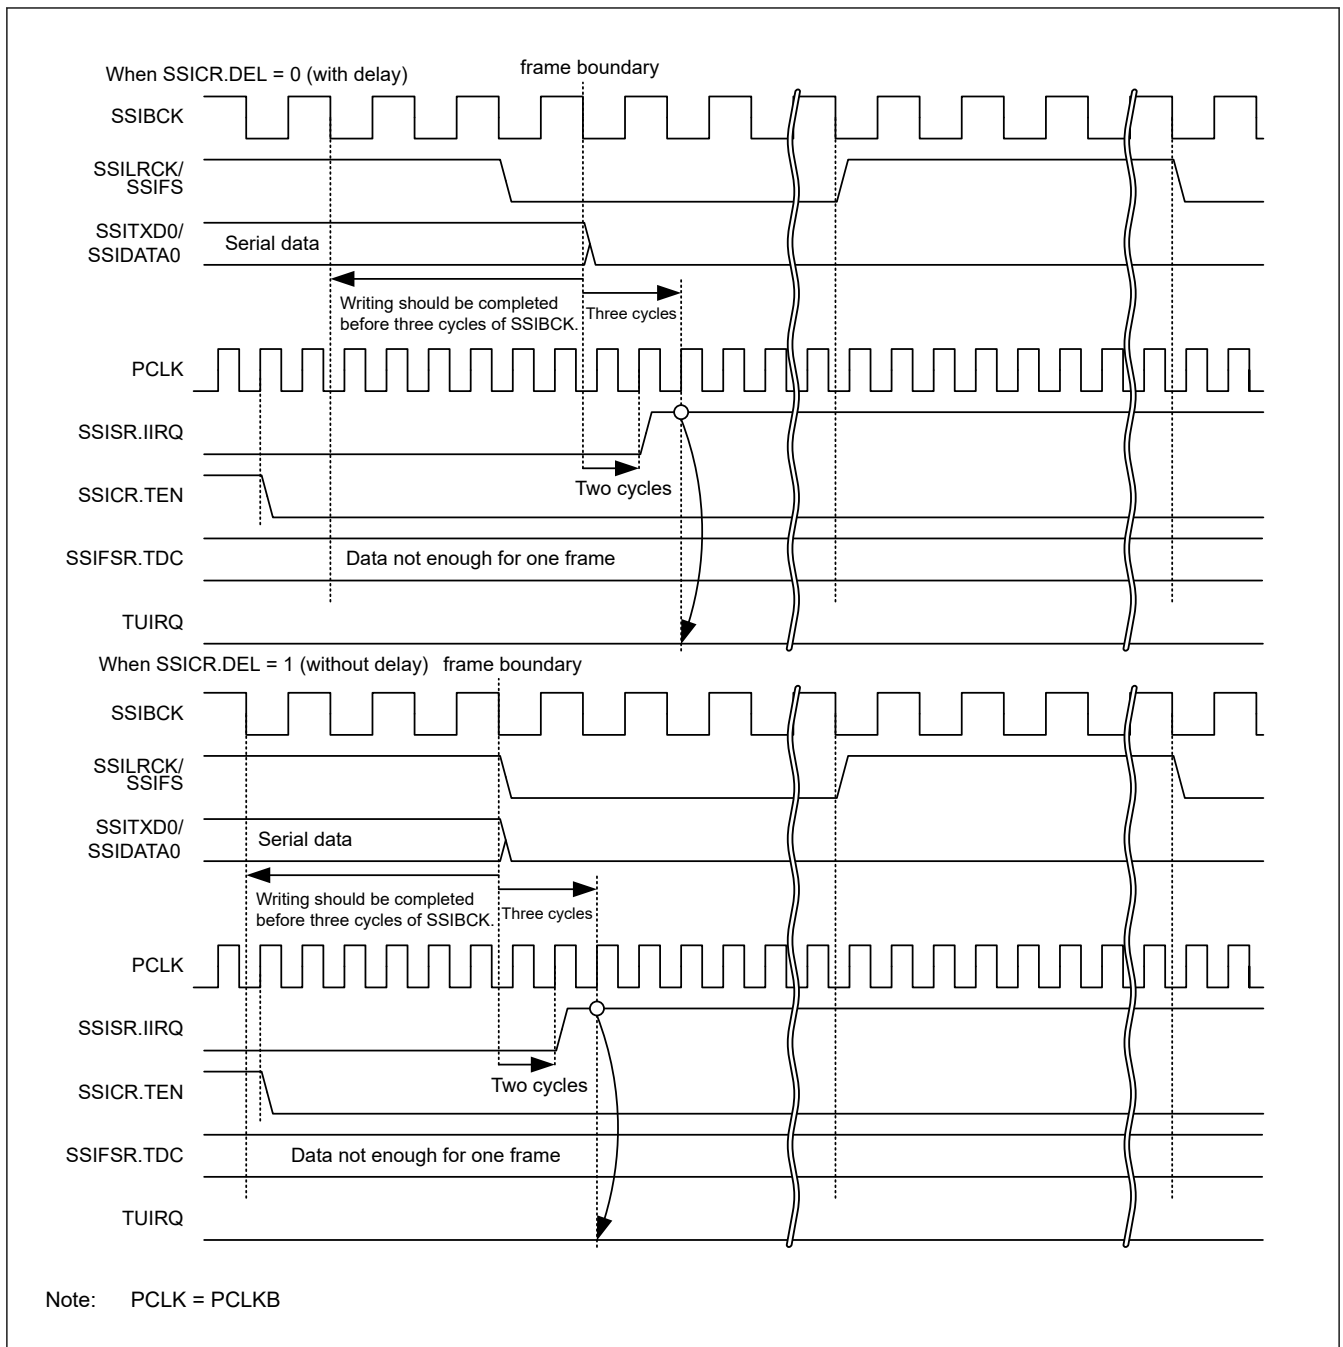 When SSICR.DEL = 0 (with delay)
frame boundary
SSIBCK
SSILRCK/
SSIFS
SSITXD0/
SSIDATA0
Serial data
Writing should be completed
before three cycles of SSIBCK.
Three cycles
PCLK
SSISR.IIRQ
Two cycles
SSICR.TEN
SSIFSR.TDC
Data not enough for one frame
TUIRQ
When SSICR.DEL = 1 (without delay)
frame boundary
SSIBCK
SSILRCK/
SSIFS
SSITXD0/
SSIDATA0
Serial data
Writing should be completed
before three cycles of SSIBCK.
Three cycles
PCLK
SSISR.IIRQ
Two cycles
SSICR.TEN
SSIFSR.TDC
Data not enough for one frame
TUIRQ
Note: PCLK = PCLKB